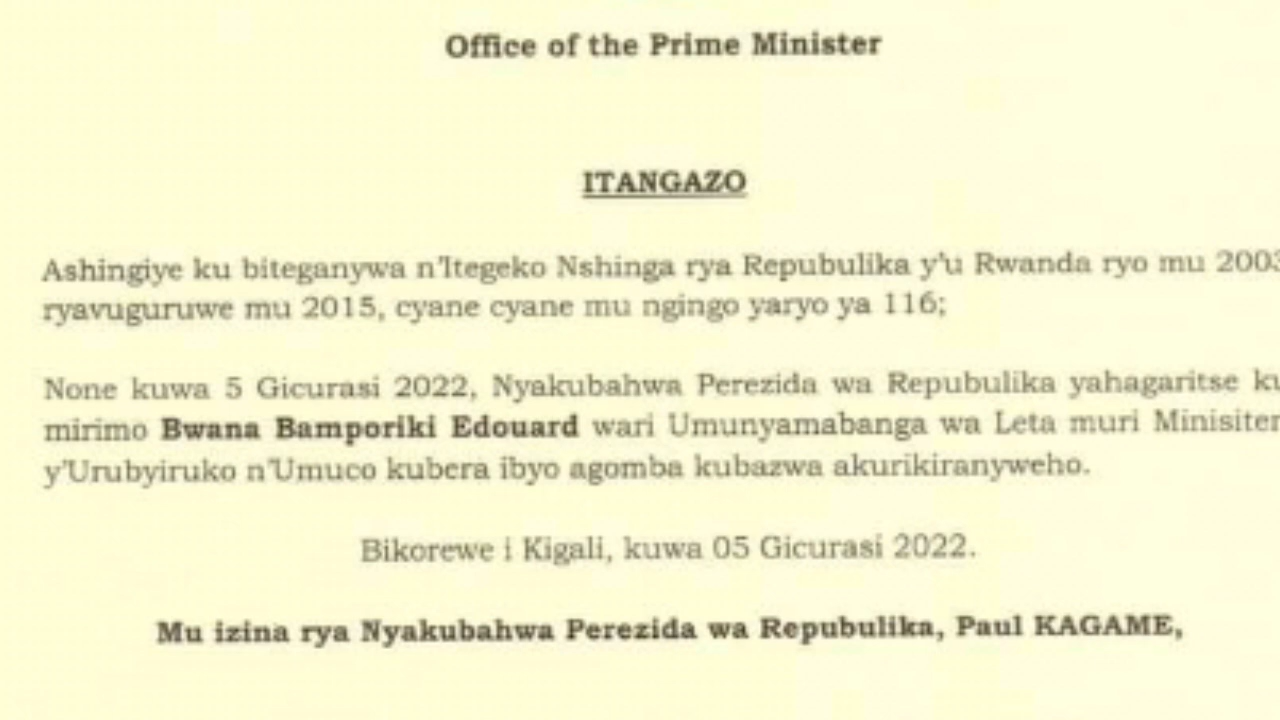 Office of the Prime Minister
ITANGAZO
Ashingiye ku biteganywa n'Itegeko Nshinga rya Repubulika y'u Rwanda ryo mu 2003
ryavuguruwe mu 2015, cyane cyane mu ngingo yaryo ya 116;
None kuwa 5 Gicurasi 2022, Nyakubahwa Perezida wa Repubulika yahagaritse ku
mirimo Bwana Bamporiki Edouard wari Umunyamabanga wa Leta muri Minisiter
y'Urubyiruko n'Umuco kubera ibyo agomba kubazwa akurikiranyweho.
Bikorewe i Kigali, kuwa 05 Gicurasi 2022.
Mu izina rya Nyakubahwa Perezida wa Repubulika, Paul KAGAME,